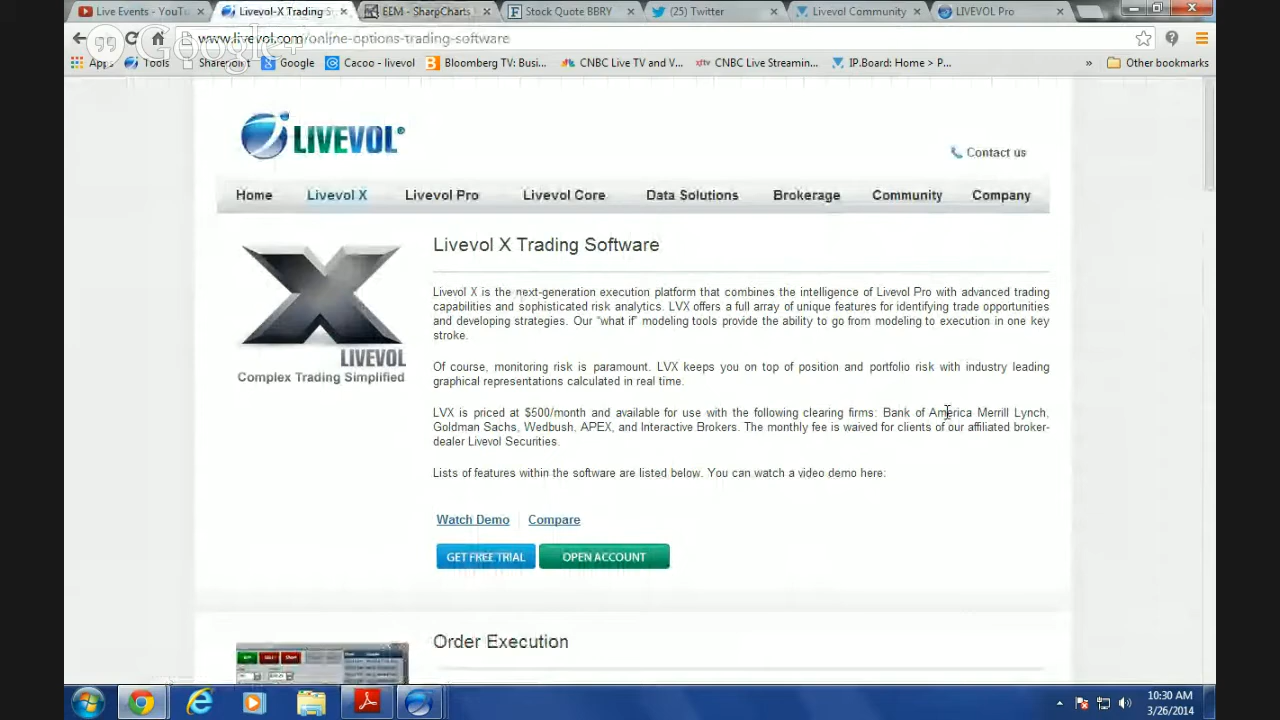 Live Events - YouTu
Livevol-X Trading S
EEM - SharpCharts
Stock Quote BBRY
(25) Twitter
Livevol Community
LIVEVOL Pro
Google+
www.livevol.com/online-options-trading-software
Apps
Tools
Google
Cacoo - livevol
Bloomberg TV: Busi...
CNBC Live TV and V...
CNBC Live Streamin...
IP.Board: Home > P...
»
Other bookmarks
LIVEVOL®
Contact us
Home
Livevol X
Livevol Pro
Livevol Core
Data Solutions
Brokerage
Community
Company
Livevol X Trading Software
Livevol X is the next-generation execution platform that combines the intelligence of Livevol Pro with advanced trading
capabilities and sophisticated risk analytics. LVX offers a full array of unique features for identifying trade opportunities
and developing strategies. Our “what if” modeling tools provide the ability to go from modeling to execution in one key
stroke.
X
LIVEVOL
Complex Trading Simplified
Of course, monitoring risk is paramount. LVX keeps you on top of position and portfolio risk with industry leading
graphical representations calculated in real time.
LVX is priced at $500/month and available for use with the following clearing firms: Bank of America Merrill Lynch,
Goldman Sachs, Wedbush, APEX, and Interactive Brokers. The monthly fee is waived for clients of our affiliated broker-
dealer Livevol Securities.
Lists of features within the software are listed below. You can watch a video demo here:
Watch Demo
Compare
GET FREE TRIAL
OPEN ACCOUNT
Order Execution
10:30 AM
3/26/2014